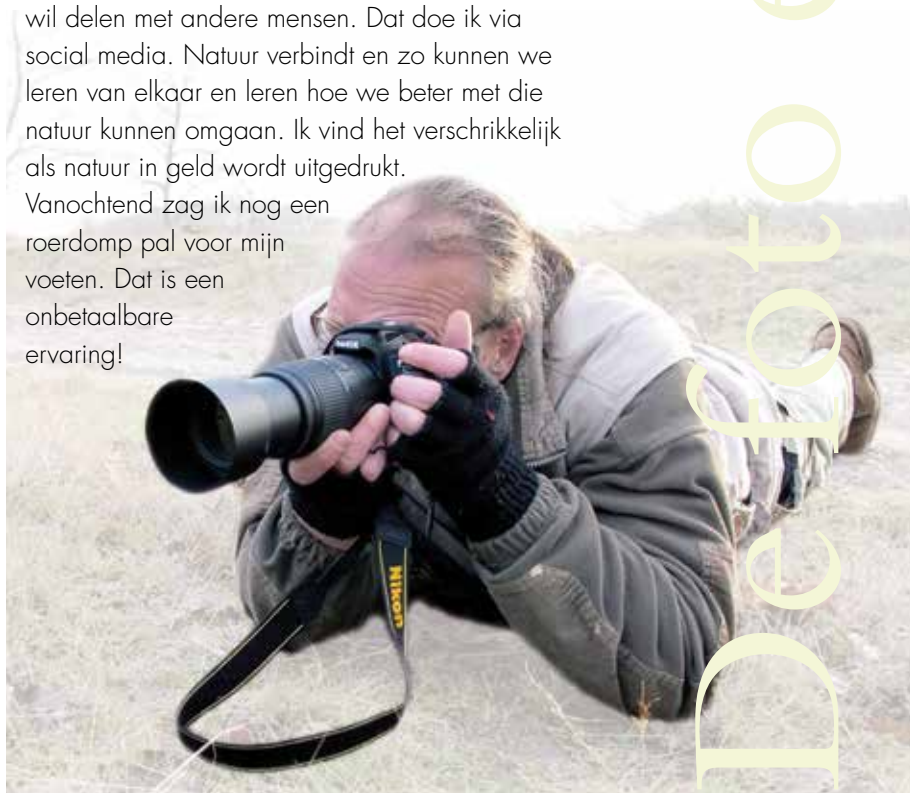 wil delen met andere mensen. Dat doe ik via
social media. Natuur verbindt en zo kunnen we
leren van elkaar en leren hoe we beter met die
natuur kunnen omgaan. Ik vind het verschrikkelijk
als natuur in geld wordt uitgedrukt.
Vanochtend zag ik nog een
roerdomp pal voor mijn
voeten. Dat is een
onbetaalbare
ervaring!
Nikon
De foto